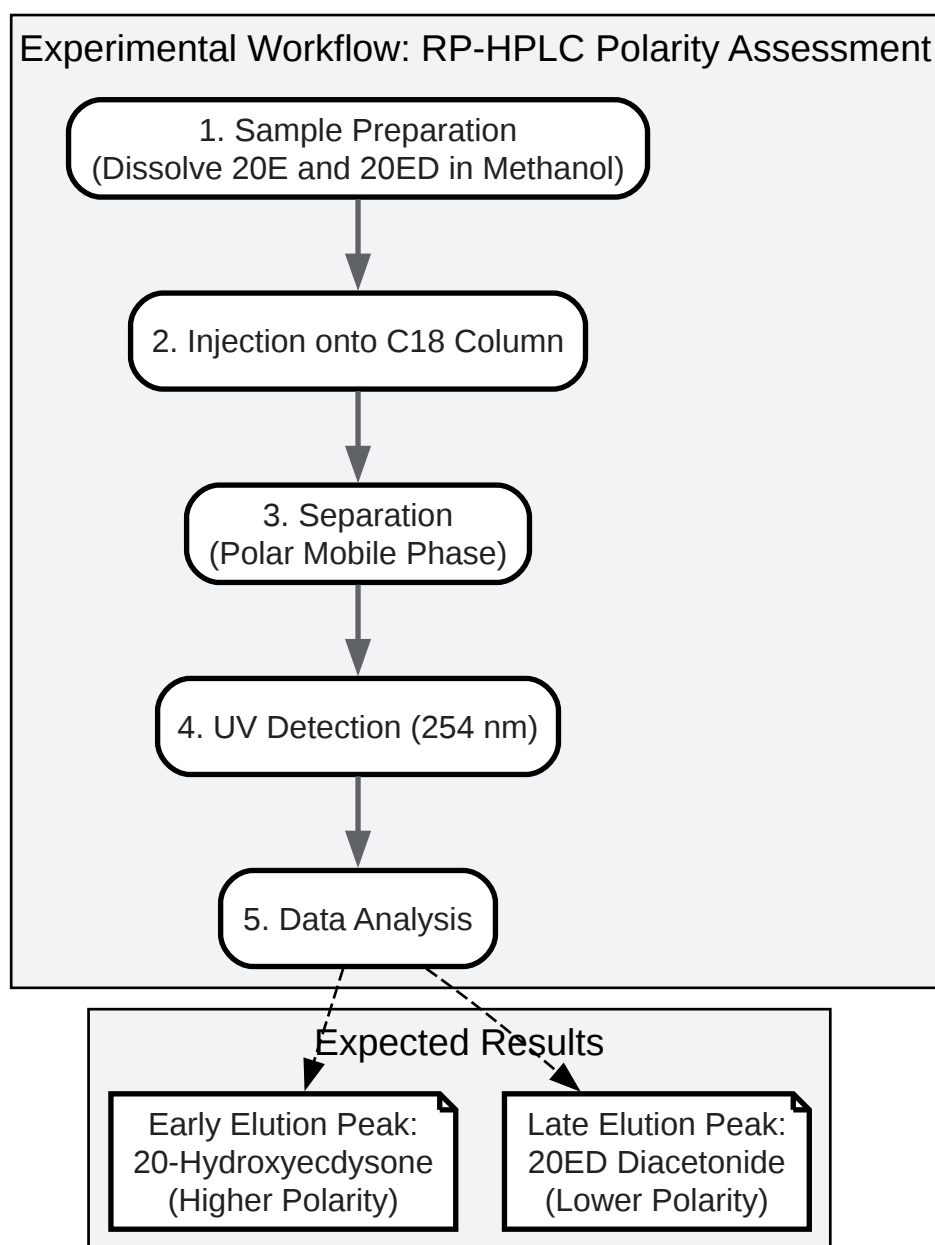 Experimental Workflow: RP-HPLC Polarity Assessment
1. Sample Preparation
(Dissolve 20E and 20ED in Methanol)
2. Injection onto C18 Column
3. Separation
(Polar Mobile Phase)
4. UV Detection (254 nm)
5. Data Analysis
Expected Results
Early Elution Peak:
20-Hydroxyecdysone
(Higher Polarity)
Late Elution Peak:
20ED Diacetonide
(Lower Polarity)